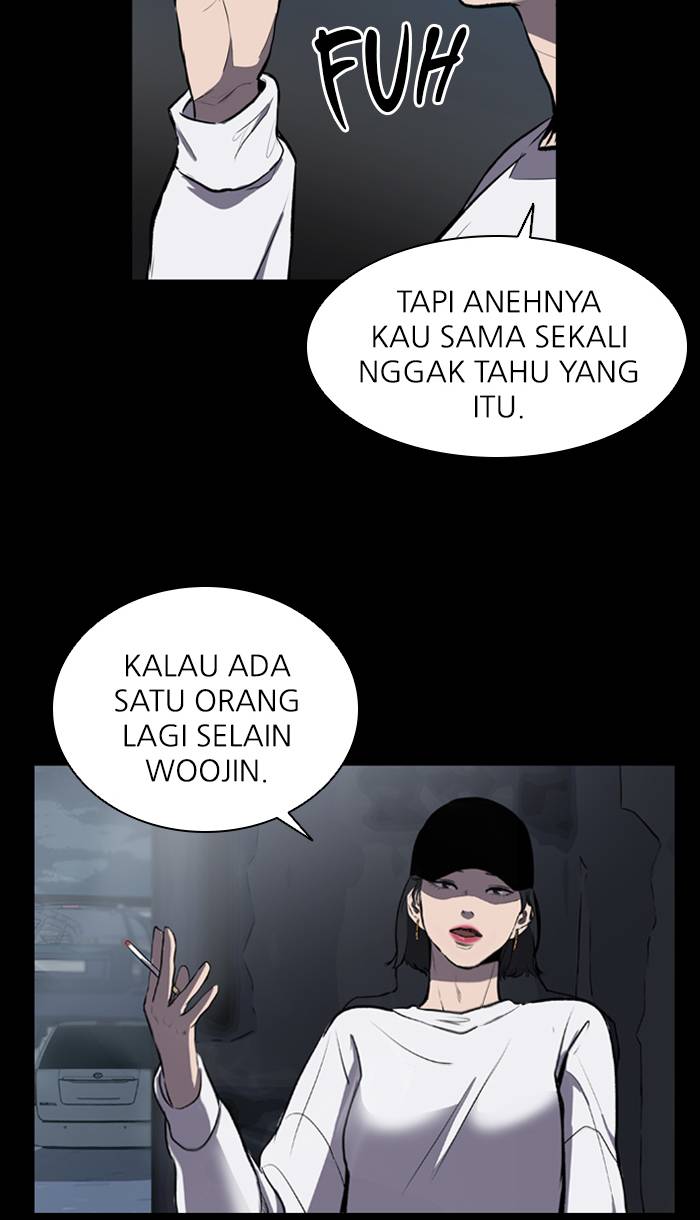 FUH
TAPI ANEHNYA
KAU SAMA SEKALI
NGGAK TAHU YANG
ITU.
KALAU ADA
SATU ORANG
LAGI SELAIN
WOOJIN.